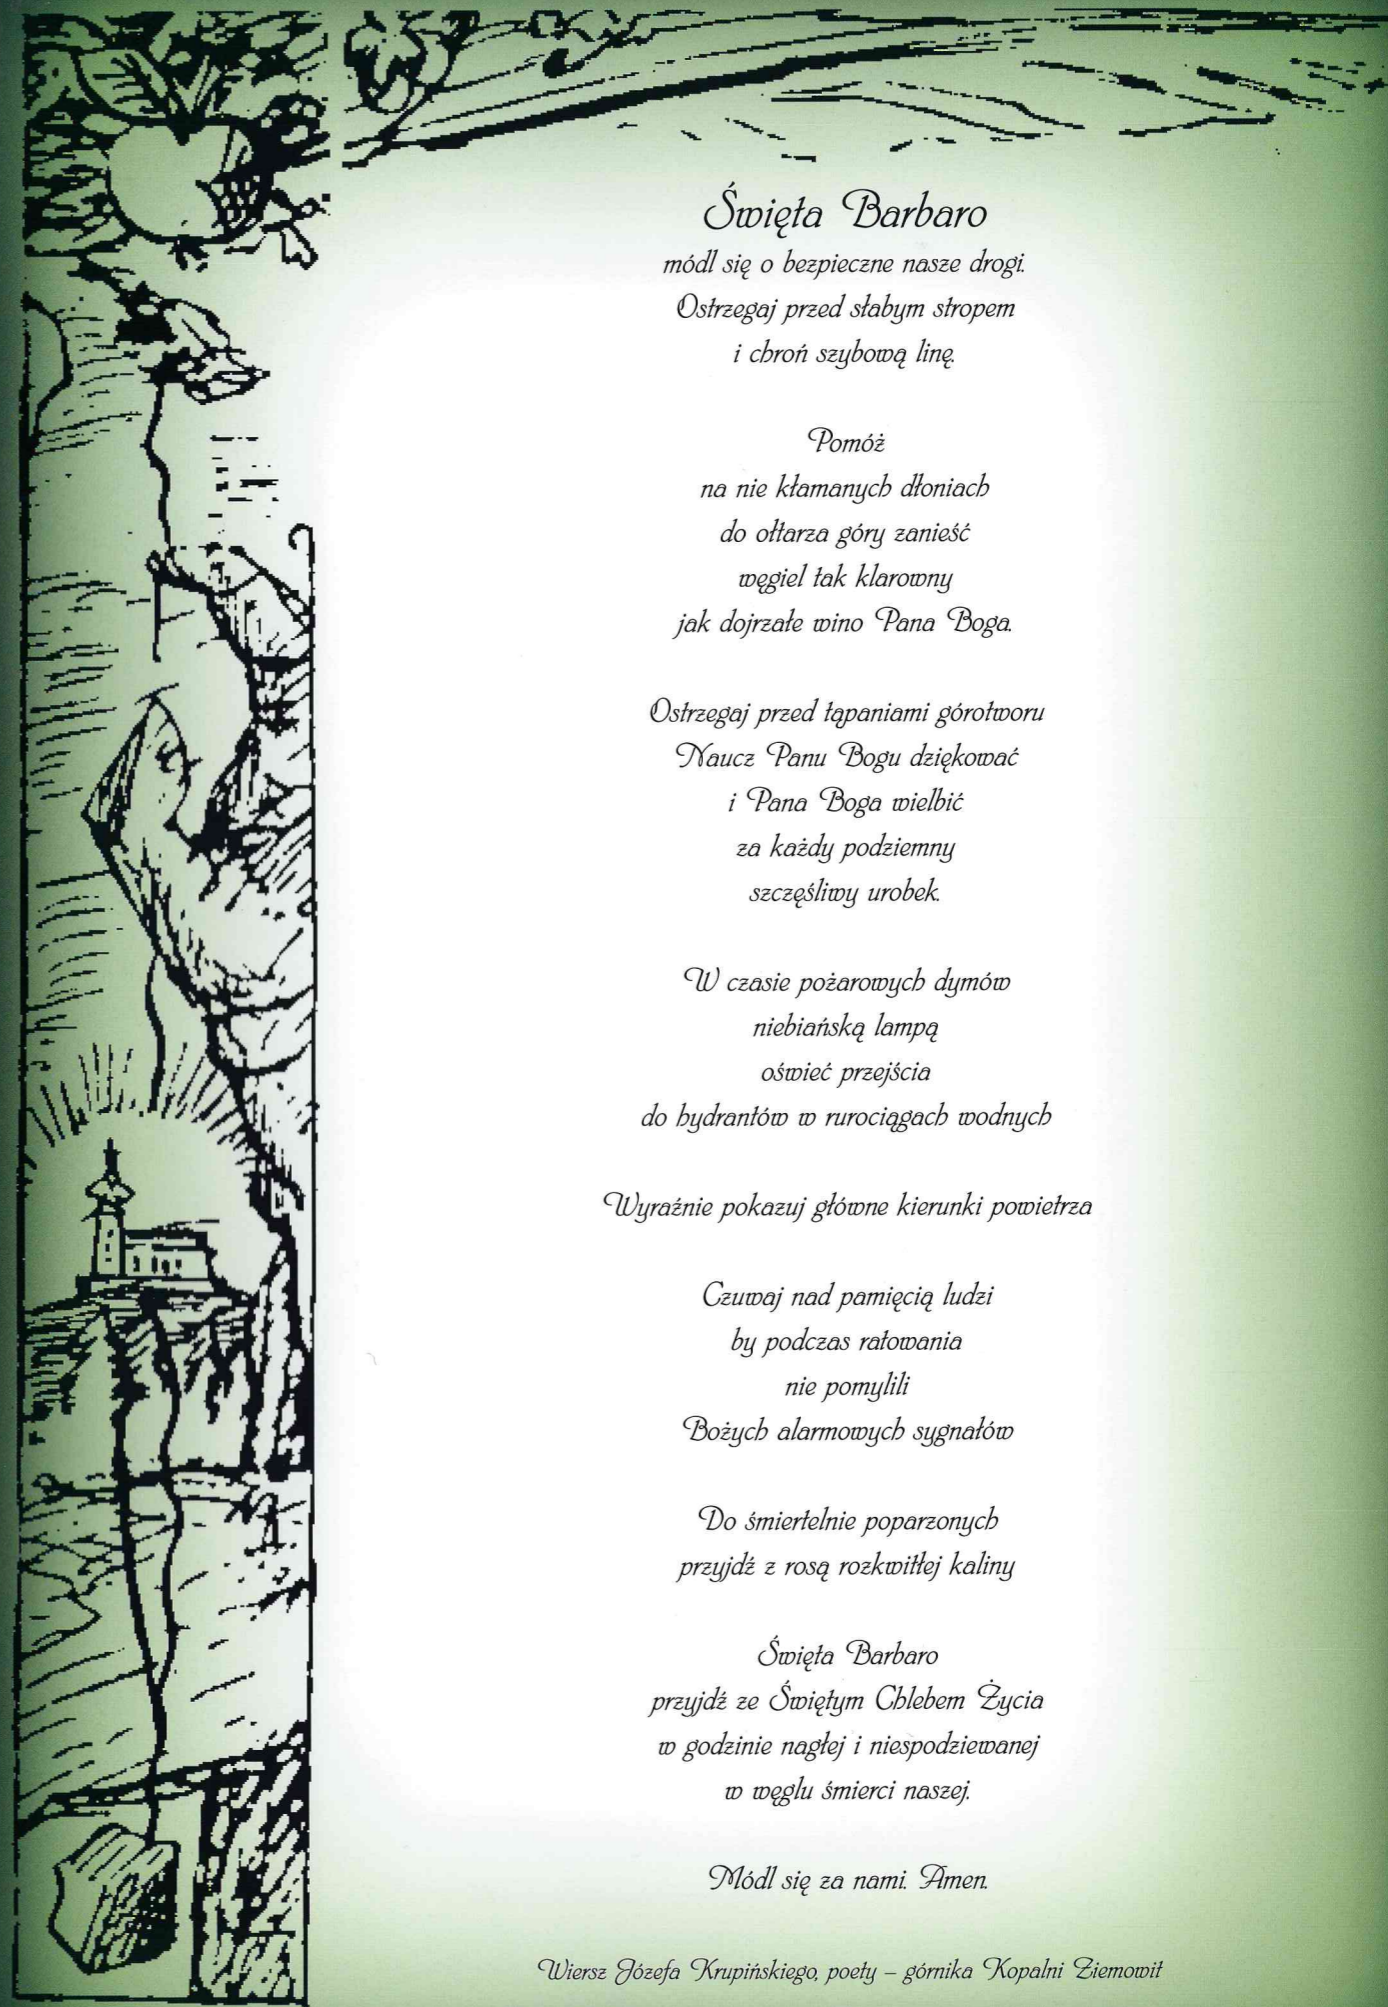 Święta Barbaro
módl się o bezpieczne nasze drogi.
Ostrzegaj przed słabym stropem
i chroń szybową linę.
Pomóż
na nie kłamanych dłoniach
do ołtarza góry zanieść
węgiel tak klarowny
jak dojrzałe wino Pana Boga.
Ostrzegaj przed tąpaniami górotworu
Naucz Panu Bogu dziękować
i Pana Boga wielbić
za każdy podziemny
szczęśliwy urobek.
W czasie pożarowych dymów
niebiańską lampą
oświeć przejścia
do hydrantów w rurociągach wodnych
Wyraźnie pokazuj główne kierunki powietrza
Czuwaj nad pamięcią ludzi
by podczas ratowania
nie pomylili
Bożych alarmowych sygnałów
Do śmiertelnie poparzonych
przyjdź z rosą rozkwitłej kaliny
Święta Barbaro
przyjdź ze Świętym Chlebem Życia
w godzinie nagłej i niespodziewanej
w węglu śmierci naszej.
Módl się za nami. Amen.
Wiersz Józefa Krupińskiego, poety – górnika Kopalni Ziemowit